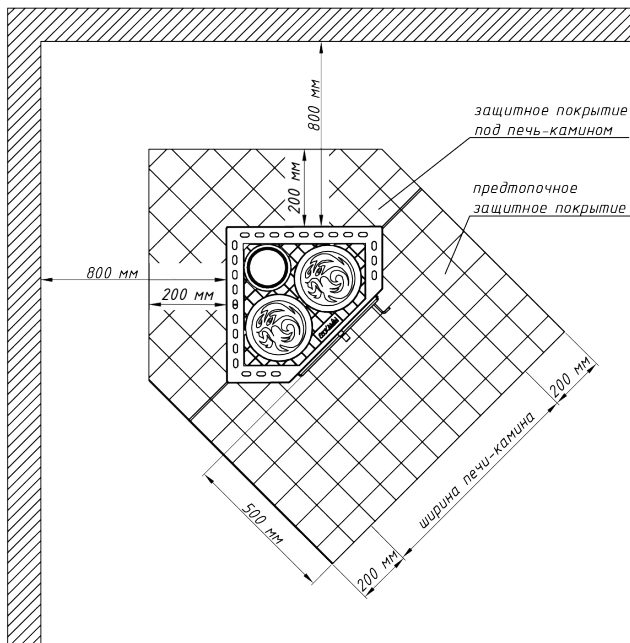 800 мм
защитное покрытие
под печь-камином
200 мм
предтопочное
защитное покрытие
800 мм
200 мм
200 мм
ширина печи-камина
500 мм
200 мм